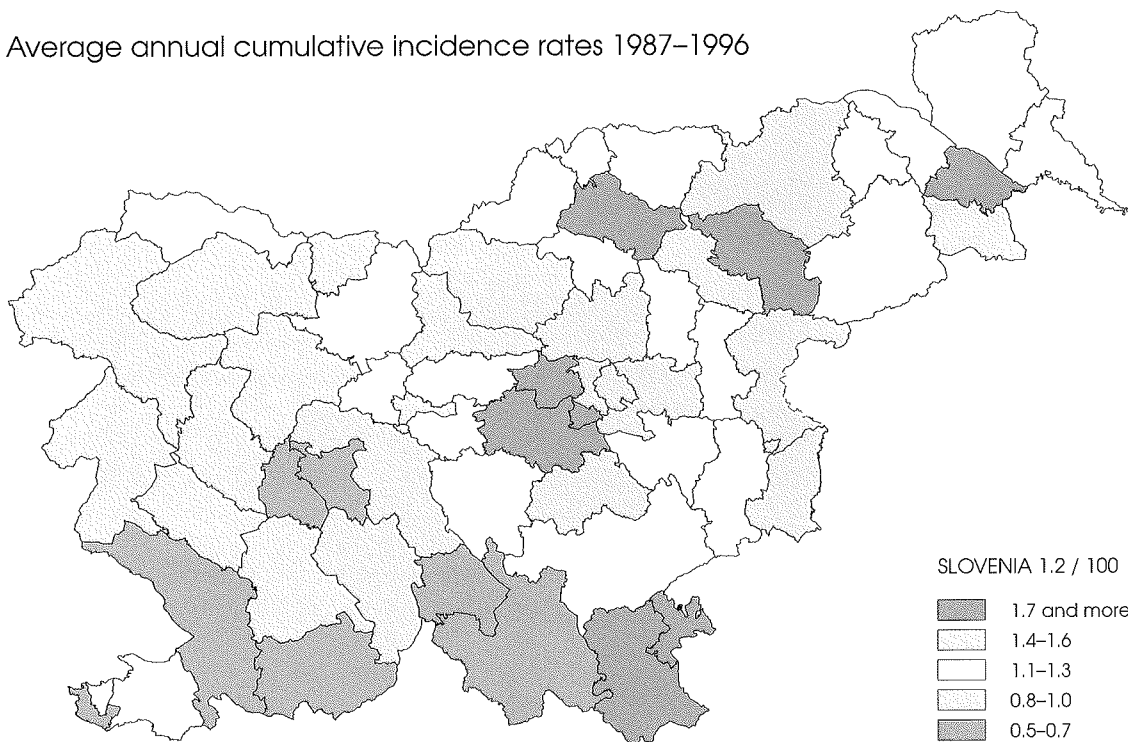 Average annual cumulative incidence rates 1987–1996
SLOVENIA 1.2 / 100
1.7 and more
1.4–1.6
1.1–1.3
0.8–1.0
0.5–0.7